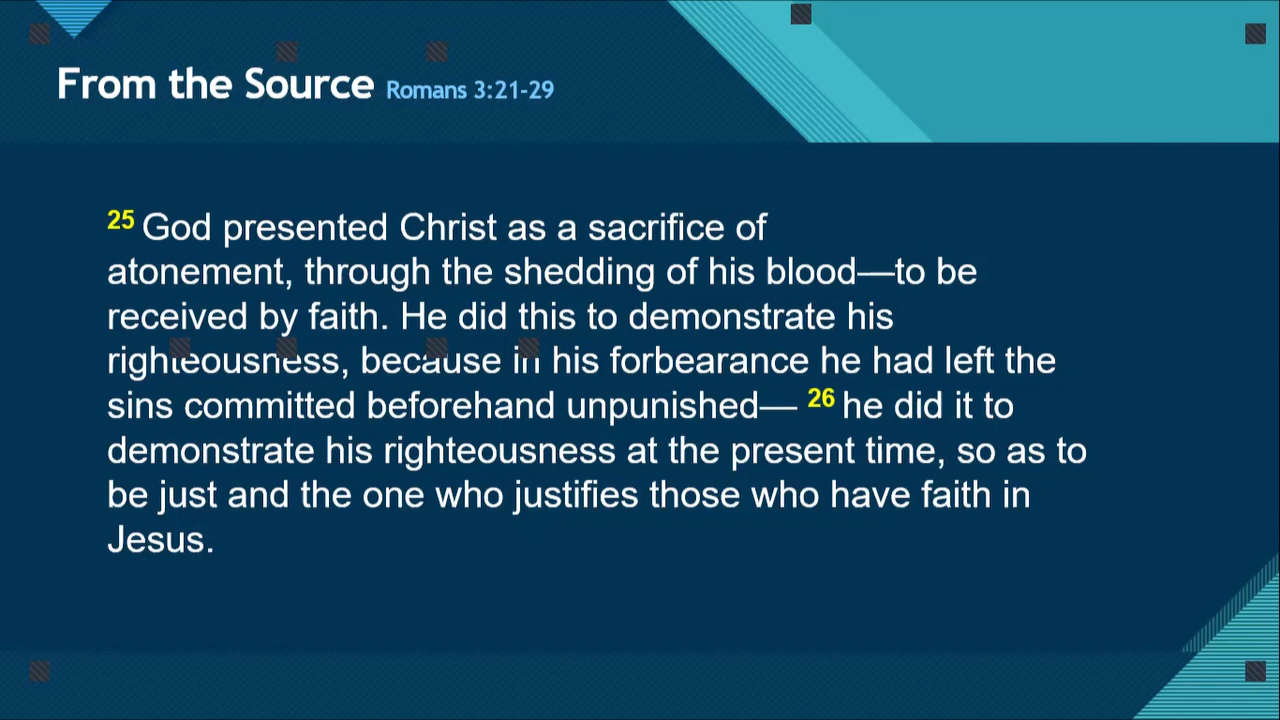 From the Source Romans 3:21-29
25 God presented Christ as a sacrifice of
atonement, through the shedding of his blood—to be
received by faith. He did this to demonstrate his
righteousness, because in his forbearance he had left the
sins committed beforehand unpunished— 26 he did it to
demonstrate his righteousness at the present time, so as to
be just and the one who justifies those who have faith in
Jesus.